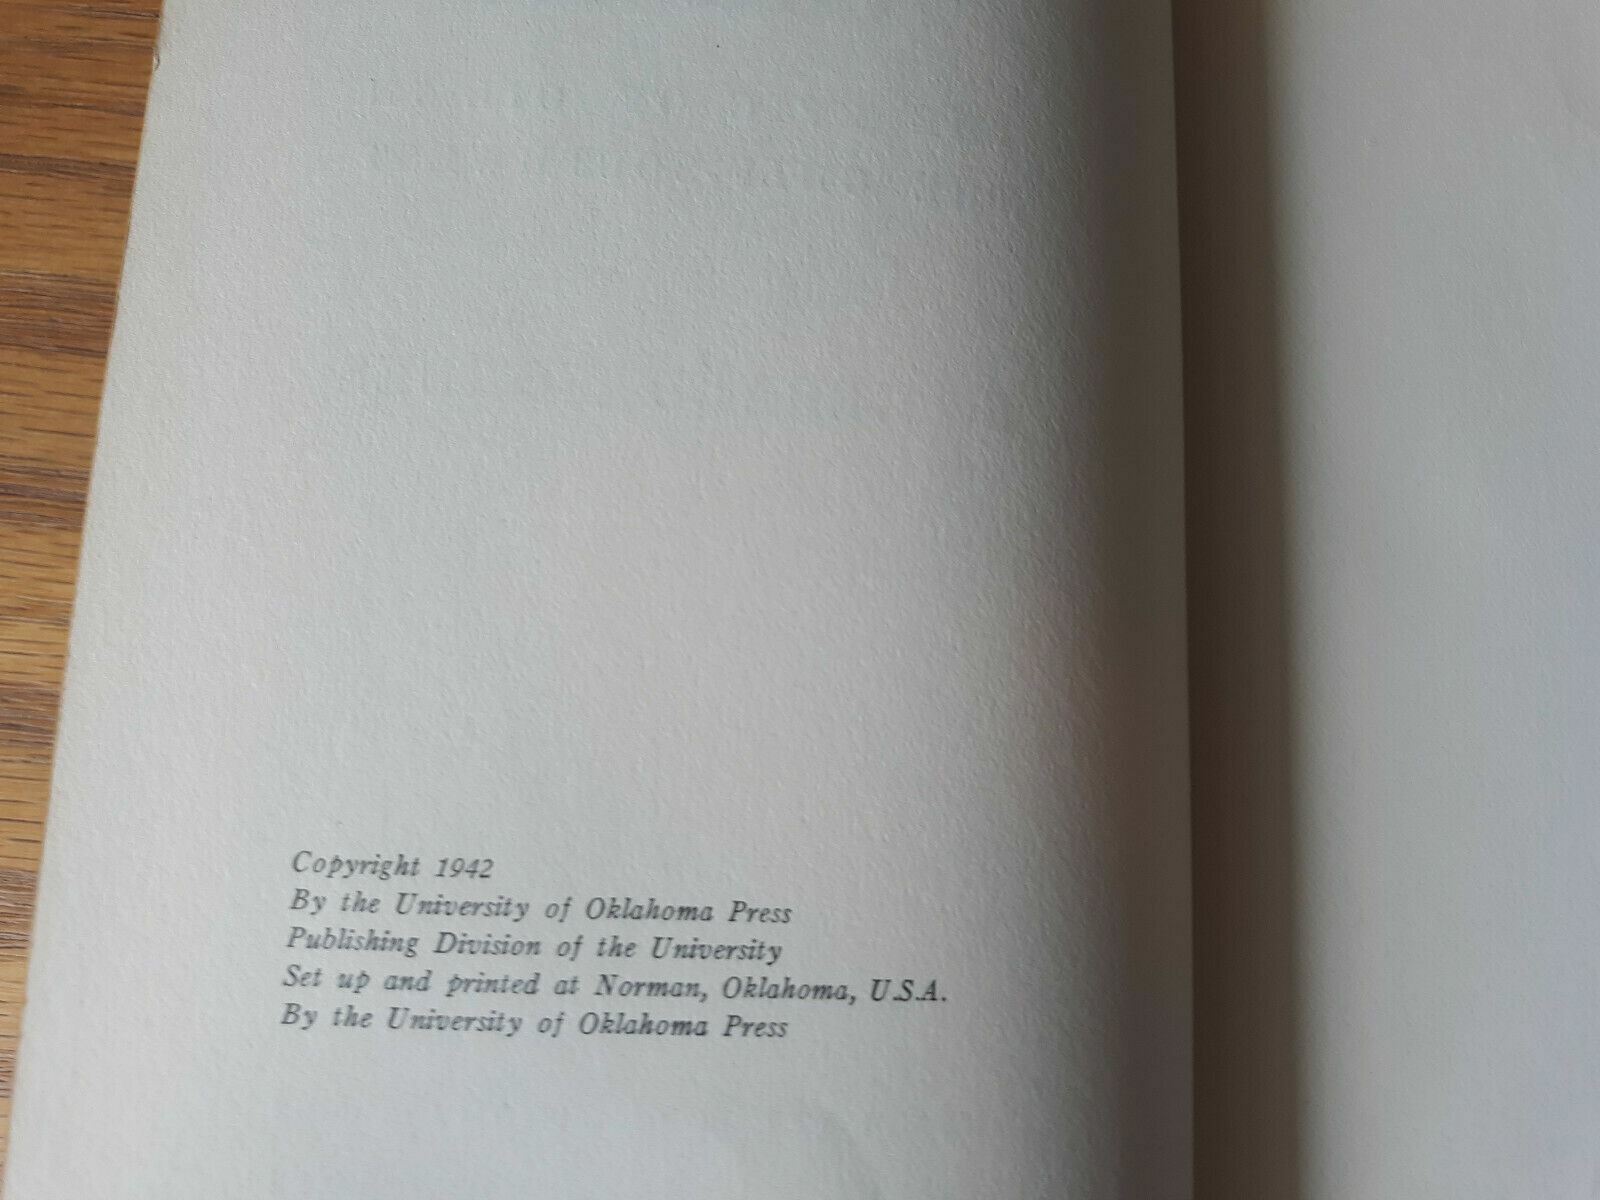 Copyright 1942
By the University of Oklahoma Press
Publishing Division of the University
Set up and printed at Norman, Oklahoma, U.S.A.
By the University of Oklahoma Press